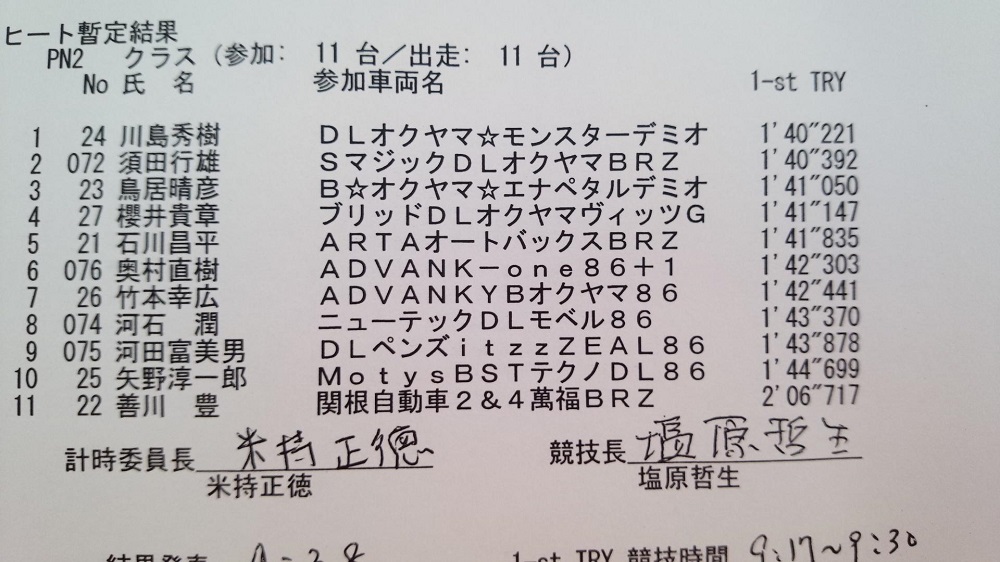 ヒート暫定結果
PN2 クラス (参加: 11 台／出走: 11 台)
No 氏 名 参加車両名 1-st TRY
1 24 川島秀樹 ＤＬオクヤマ☆モンスターデミオ 1'40"221
2 072 須田行雄 ＳマジックＤＬオクヤマＢＲＺ 1'40"392
3 23 鳥居晴彦 Ｂ☆オクヤマ☆エナペタルデミオ 1'41"050
4 27 櫻井貴章 ブリッドＤＬオクヤマヴィッツＧ 1'41"147
5 21 石川昌平 ＡＲＴＡオートバックスＢＲＺ 1'41"835
6 076 奥村直樹 ＡＤＶＡＮＫ－ｏｎｅ８６＋１ 1'42"303
7 26 竹本幸広 ＡＤＶＡＮＫＹＢオクヤマ８６ 1'42"441
8 074 河石 潤 ニューテックＤＬモベル８６ 1'43"370
9 075 河田富美男 ＤＬペンズｉｔｚｚＺＥＡＬ８６ 1'43"878
10 25 矢野淳一郎 ＭｏｔｙｓＢＳＴテクノＤＬ８６ 1'44"699
11 22 善川 豊 関根自動車２＆４萬福ＢＲＺ 2'06"717
計時委員長 米持正德 競技長 塩原哲生
米持正徳 塩原哲生
結果発表 1-st TRY 競技時間 9:17～9:30